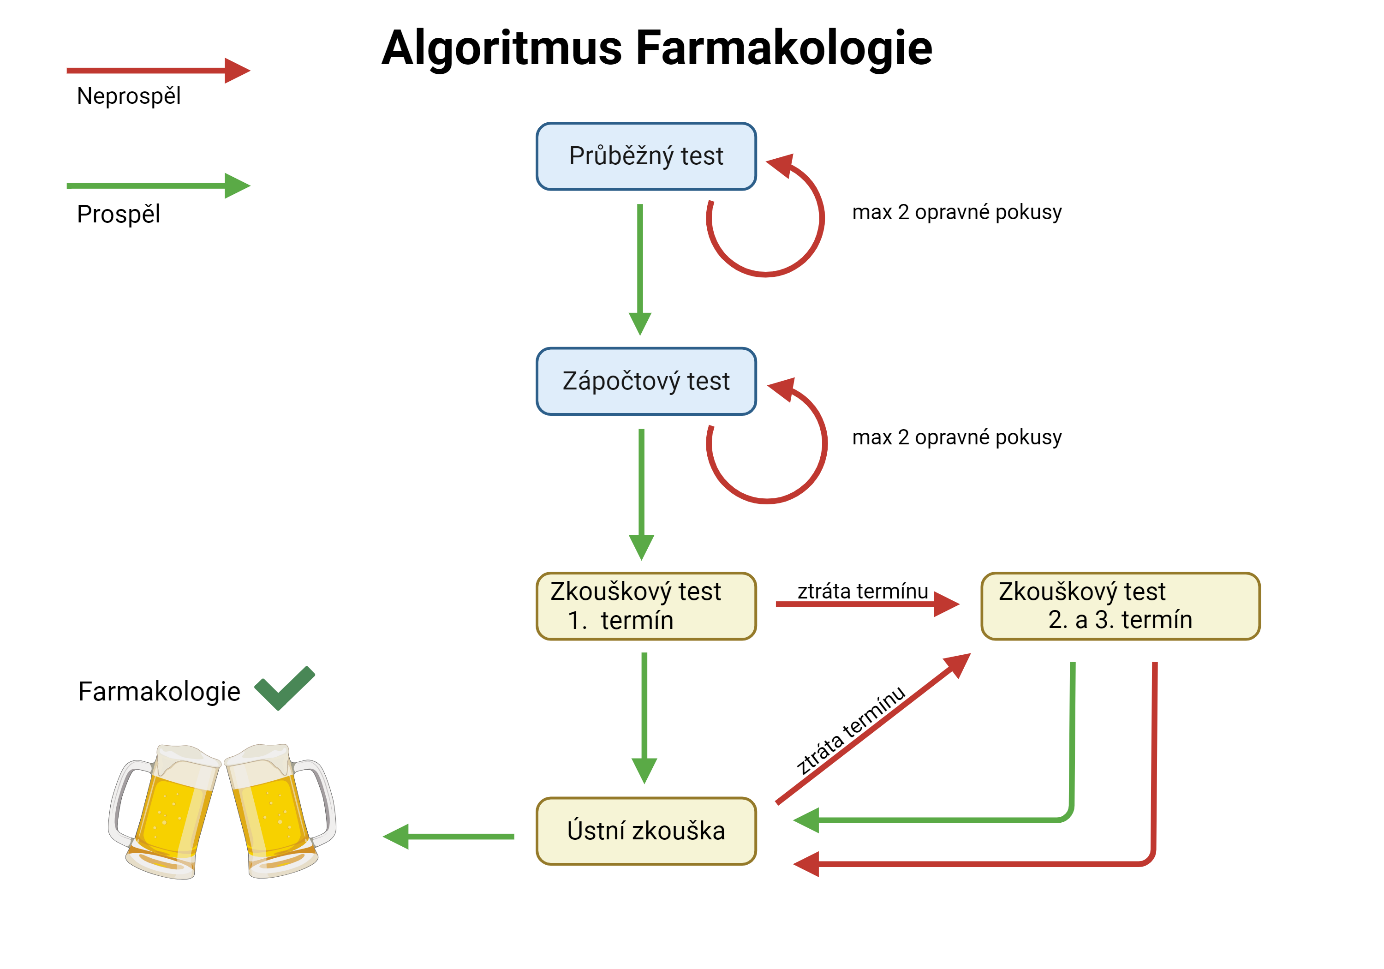 Algoritmus Farmakologie
Neprospěl
Prospěl
Průběžný test
max 2 opravné pokusy
Zápočtový test
max 2 opravné pokusy
Zkouškový test
1. termín
ztráta termínu
Zkouškový test
2. a 3. termín
ztráta termínu
Farmakologie
Ústní zkouška